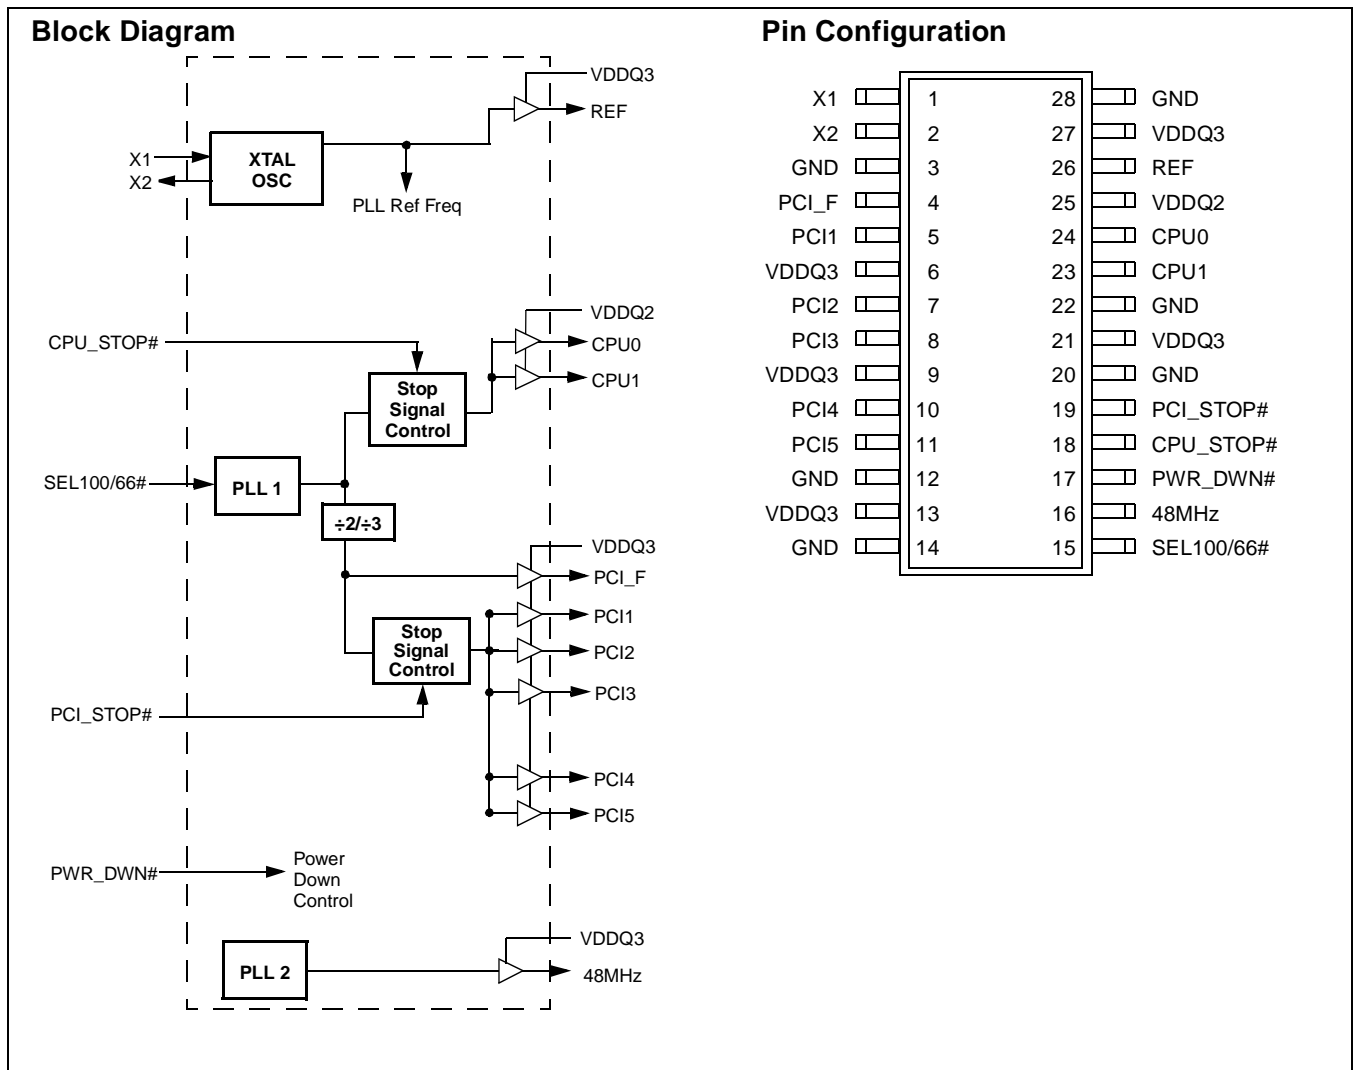 Block Diagram
VDDQ3
REF
X1
X2
XTAL
OSC
PLL Ref Freq
VDDQ2
CPU_STOP#
CPU0
CPU1
Stop
Signal
Control
SEL100/66#
PLL 1
÷2/÷3
VDDQ3
PCI_F
PCI1
Stop
Signal
Control
PCI2
PCI3
PCI_STOP#
PCI4
PCI5
PWR_DWN#
Power
Down
Control
VDDQ3
PLL 2
48MHz
Pin Configuration
X1 1 28 GND
X2 2 27 VDDQ3
GND 3 26 REF
PCI_F 4 25 VDDQ2
PCI1 5 24 CPU0
VDDQ3 6 23 CPU1
PCI2 7 22 GND
PCI3 8 21 VDDQ3
VDDQ3 9 20 GND
PCI4 10 19 PCI_STOP#
PCI5 11 18 CPU_STOP#
GND 12 17 PWR_DWN#
VDDQ3 13 16 48MHz
GND 14 15 SEL100/66#